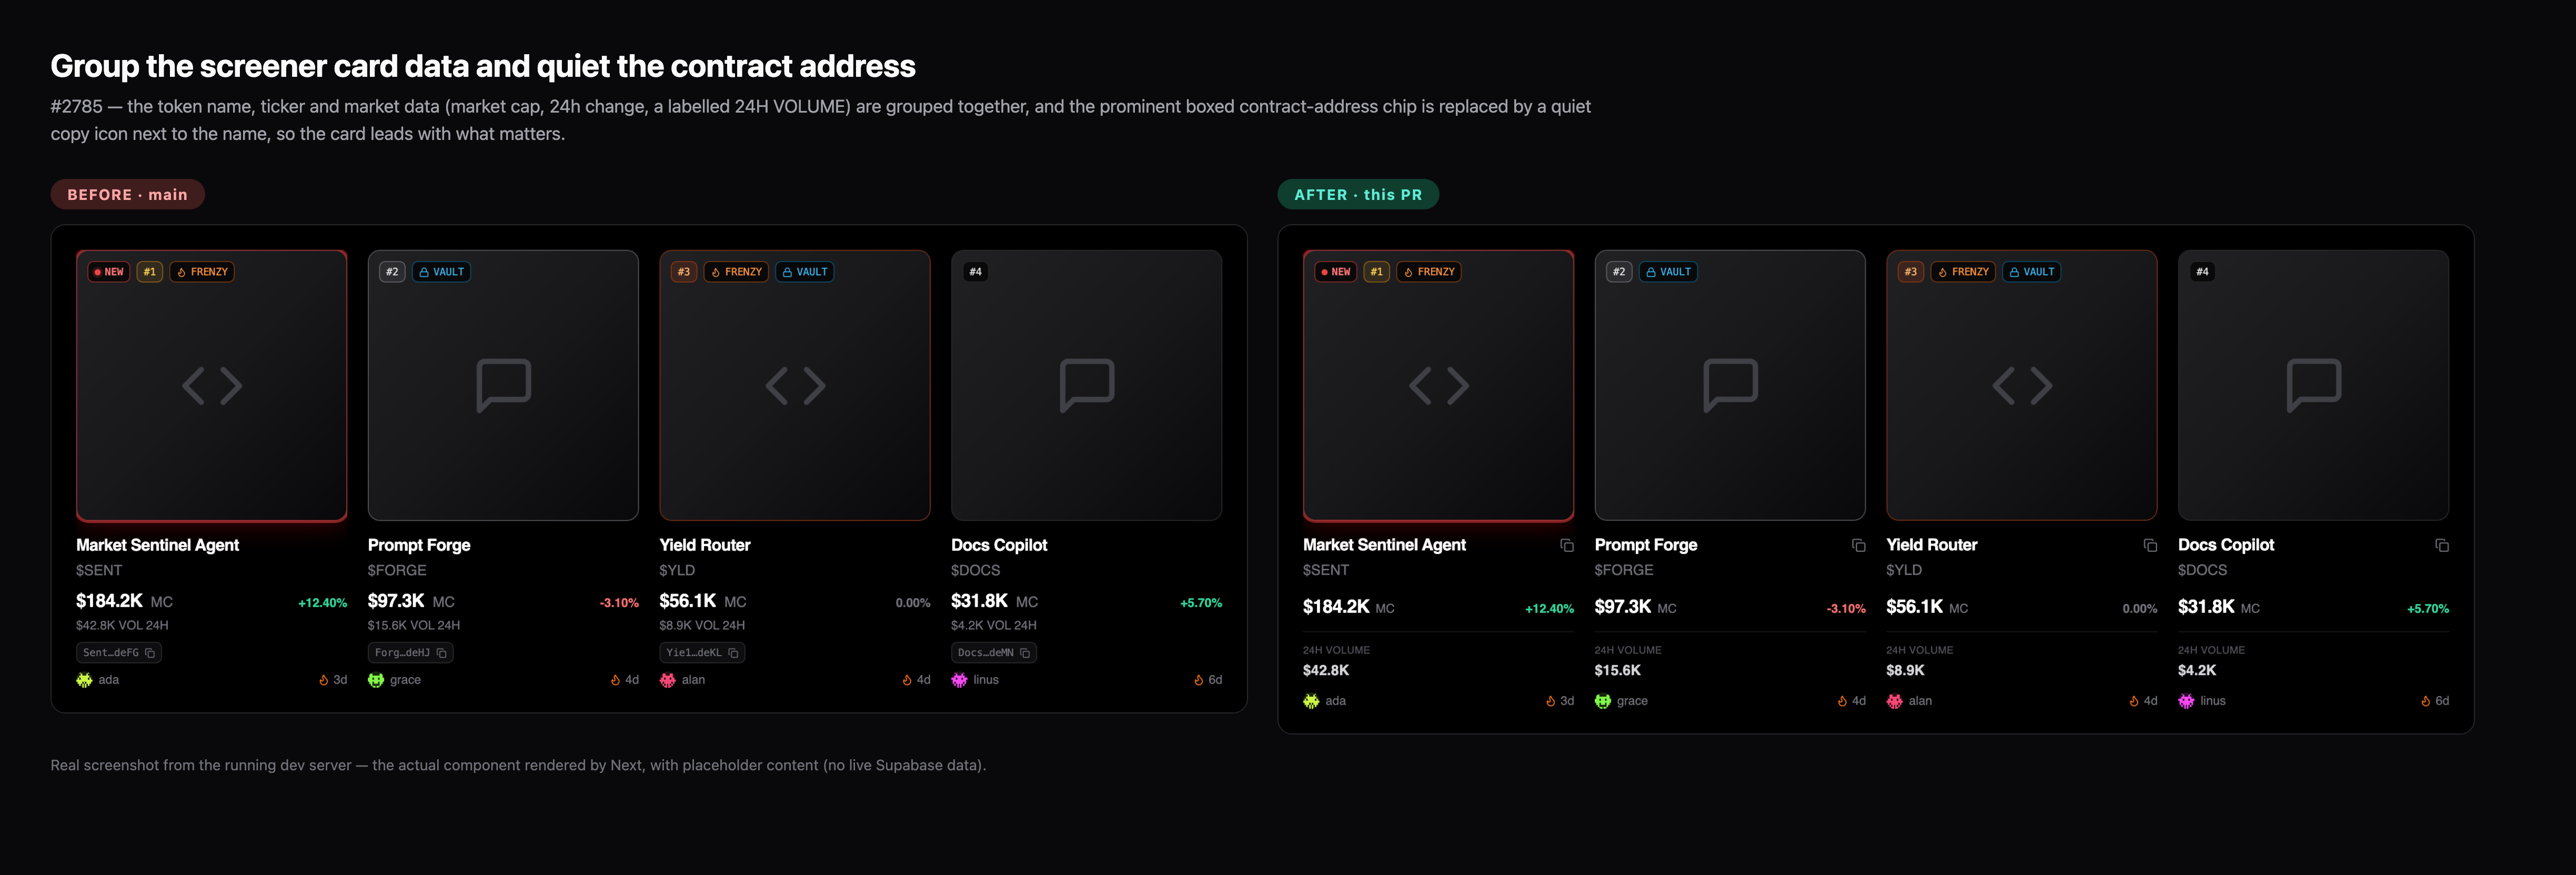 Group the screener card data and quiet the contract address
#2785 — the token name, ticker and market data (market cap, 24h change, a labelled 24H VOLUME) are grouped together, and the prominent boxed contract-address chip is replaced by a quiet
copy icon next to the name, so the card leads with what matters.
BEFORE · main
NEW #1 FRENZY
Market Sentinel Agent
$SENT
$184.2K MC +12.40%
$42.8K VOL 24H
Sent…deFG
ada 3d
#2 VAULT
Prompt Forge
$FORGE
$97.3K MC -3.10%
$15.6K VOL 24H
Forg…deHJ
grace 4d
#3 FRENZY VAULT
Yield Router
$YLD
$56.1K MC 0.00%
$8.9K VOL 24H
Yie1…deKL
alan 4d
#4
Docs Copilot
$DOCS
$31.8K MC +5.70%
$4.2K VOL 24H
Docs…deMN
linus 6d
AFTER · this PR
NEW #1 FRENZY
Market Sentinel Agent
$SENT
$184.2K MC +12.40%
24H VOLUME
$42.8K
ada 3d
#2 VAULT
Prompt Forge
$FORGE
$97.3K MC -3.10%
24H VOLUME
$15.6K
grace 4d
#3 FRENZY VAULT
Yield Router
$YLD
$56.1K MC 0.00%
24H VOLUME
$8.9K
alan 4d
#4
Docs Copilot
$DOCS
$31.8K MC +5.70%
24H VOLUME
$4.2K
linus 6d
Real screenshot from the running dev server — the actual component rendered by Next, with placeholder content (no live Supabase data).